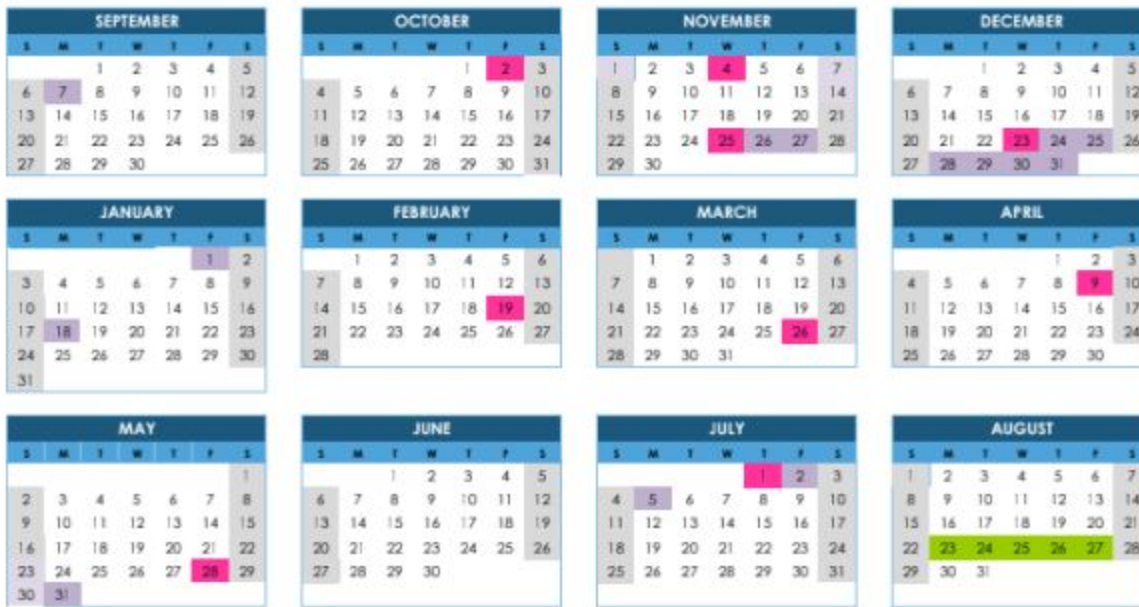 SEPTEMBER
S M T W T F S
1 2 3 4 5
6 7 8 9 10 11 12
13 14 15 16 17 18 19
20 21 22 23 24 25 26
27 28 29 30
OCTOBER
S M T W T F S
1 2 3
4 5 6 7 8 9 10
11 12 13 14 15 16 17
18 19 20 21 22 23 24
25 26 27 28 29 30 31
NOVEMBER
S M T W T F S
1 2 3 4 5 6 7
8 9 10 11 12 13 14
15 16 17 18 19 20 21
22 23 24 25 26 27 28
29 30
DECEMBER
S M T W T F S
1 2 3 4 5
6 7 8 9 10 11 12
13 14 15 16 17 18 19
20 21 22 23 24 25 26
27 28 29 30 31
JANUARY
S M T W T F S
1 2
3 4 5 6 7 8 9
10 11 12 13 14 15 16
17 18 19 20 21 22 23
24 25 26 27 28 29 30
31
FEBRUARY
S M T W T F S
1 2 3 4 5 6
7 8 9 10 11 12 13
14 15 16 17 18 19 20
21 22 23 24 25 26 27
28
MARCH
S M T W T F S
1 2 3 4 5 6
7 8 9 10 11 12 13
14 15 16 17 18 19 20
21 22 23 24 25 26 27
28 29 30 31
APRIL
S M T W T F S
1 2 3
4 5 6 7 8 9 10
11 12 13 14 15 16 17
18 19 20 21 22 23 24
25 26 27 28 29 30
MAY
S M T W T F S
1
2 3 4 5 6 7 8
9 10 11 12 13 14 15
16 17 18 19 20 21 22
23 24 25 26 27 28 29
30 31
JUNE
S M T W T F S
1 2 3 4 5
6 7 8 9 10 11 12
13 14 15 16 17 18 19
20 21 22 23 24 25 26
27 28 29 30
JULY
S M T W T F S
1 2 3
4 5 6 7 8 9 10
11 12 13 14 15 16 17
18 19 20 21 22 23 24
25 26 27 28 29 30 31
AUGUST
S M T W T F S
1 2 3 4 5 6 7
8 9 10 11 12 13 14
15 16 17 18 19 20 21
22 23 24 25 26 27 28
29 30 31